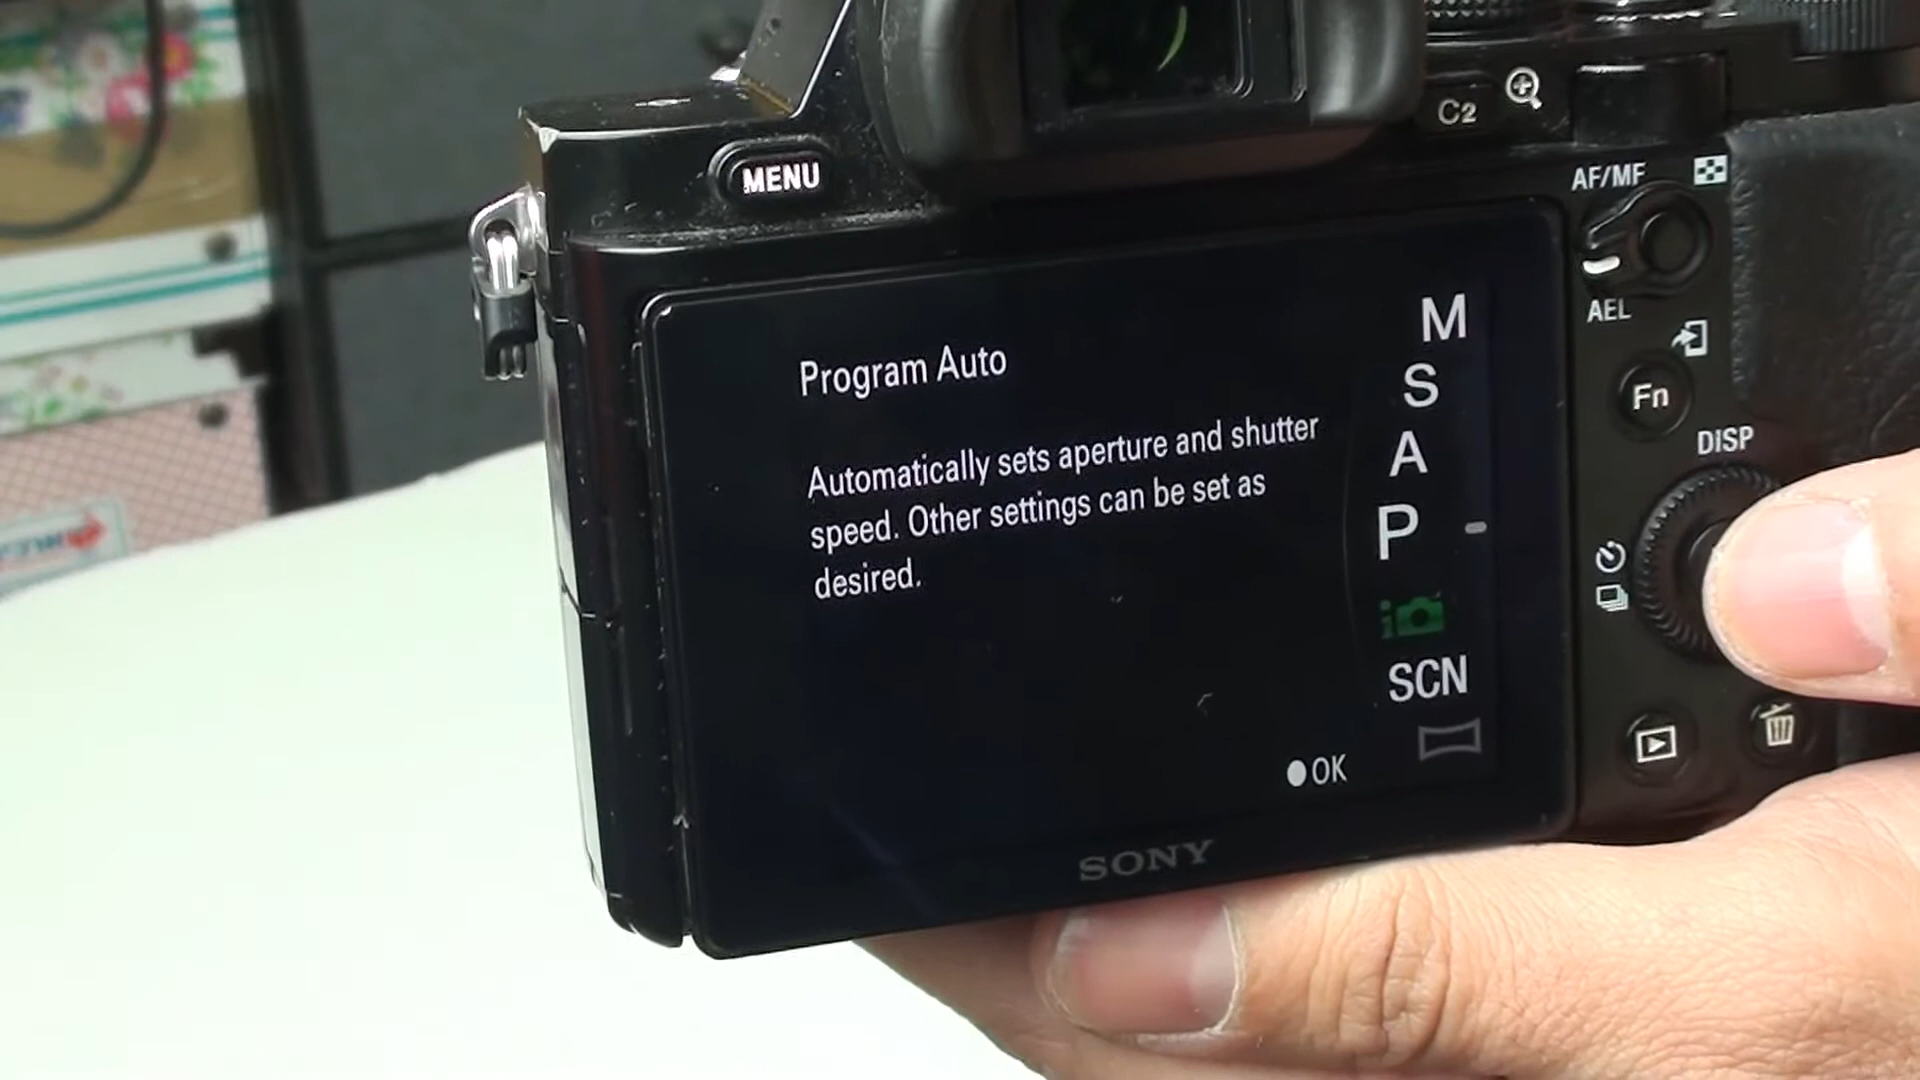 C2
MENU
AF/MF
AEL
Fn
DISP
Program Auto
Automatically sets aperture and shutter
speed. Other settings can be set as
desired.
M
S
A
P
i
SCN
OK
SONY